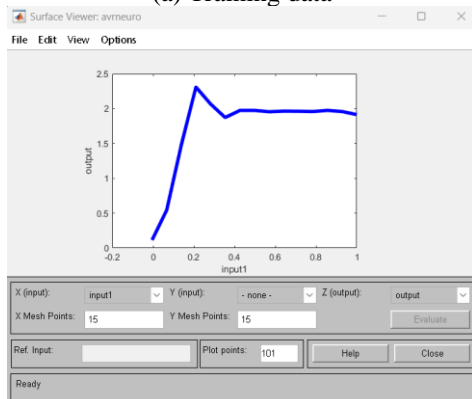 (a) Training data
Surface Viewer: avrneuro
File Edit View Options
2.5
2
1.5
1
0.5
0
output
-0.2 0 0.2 0.4 0.6 0.8 1
input1
X (input): input1 Y (input): - none - Z (output): output
X Mesh Points: 15 Y Mesh Points: 15 Evaluate
Ref. Input: Plot points: 101 Help Close
Ready